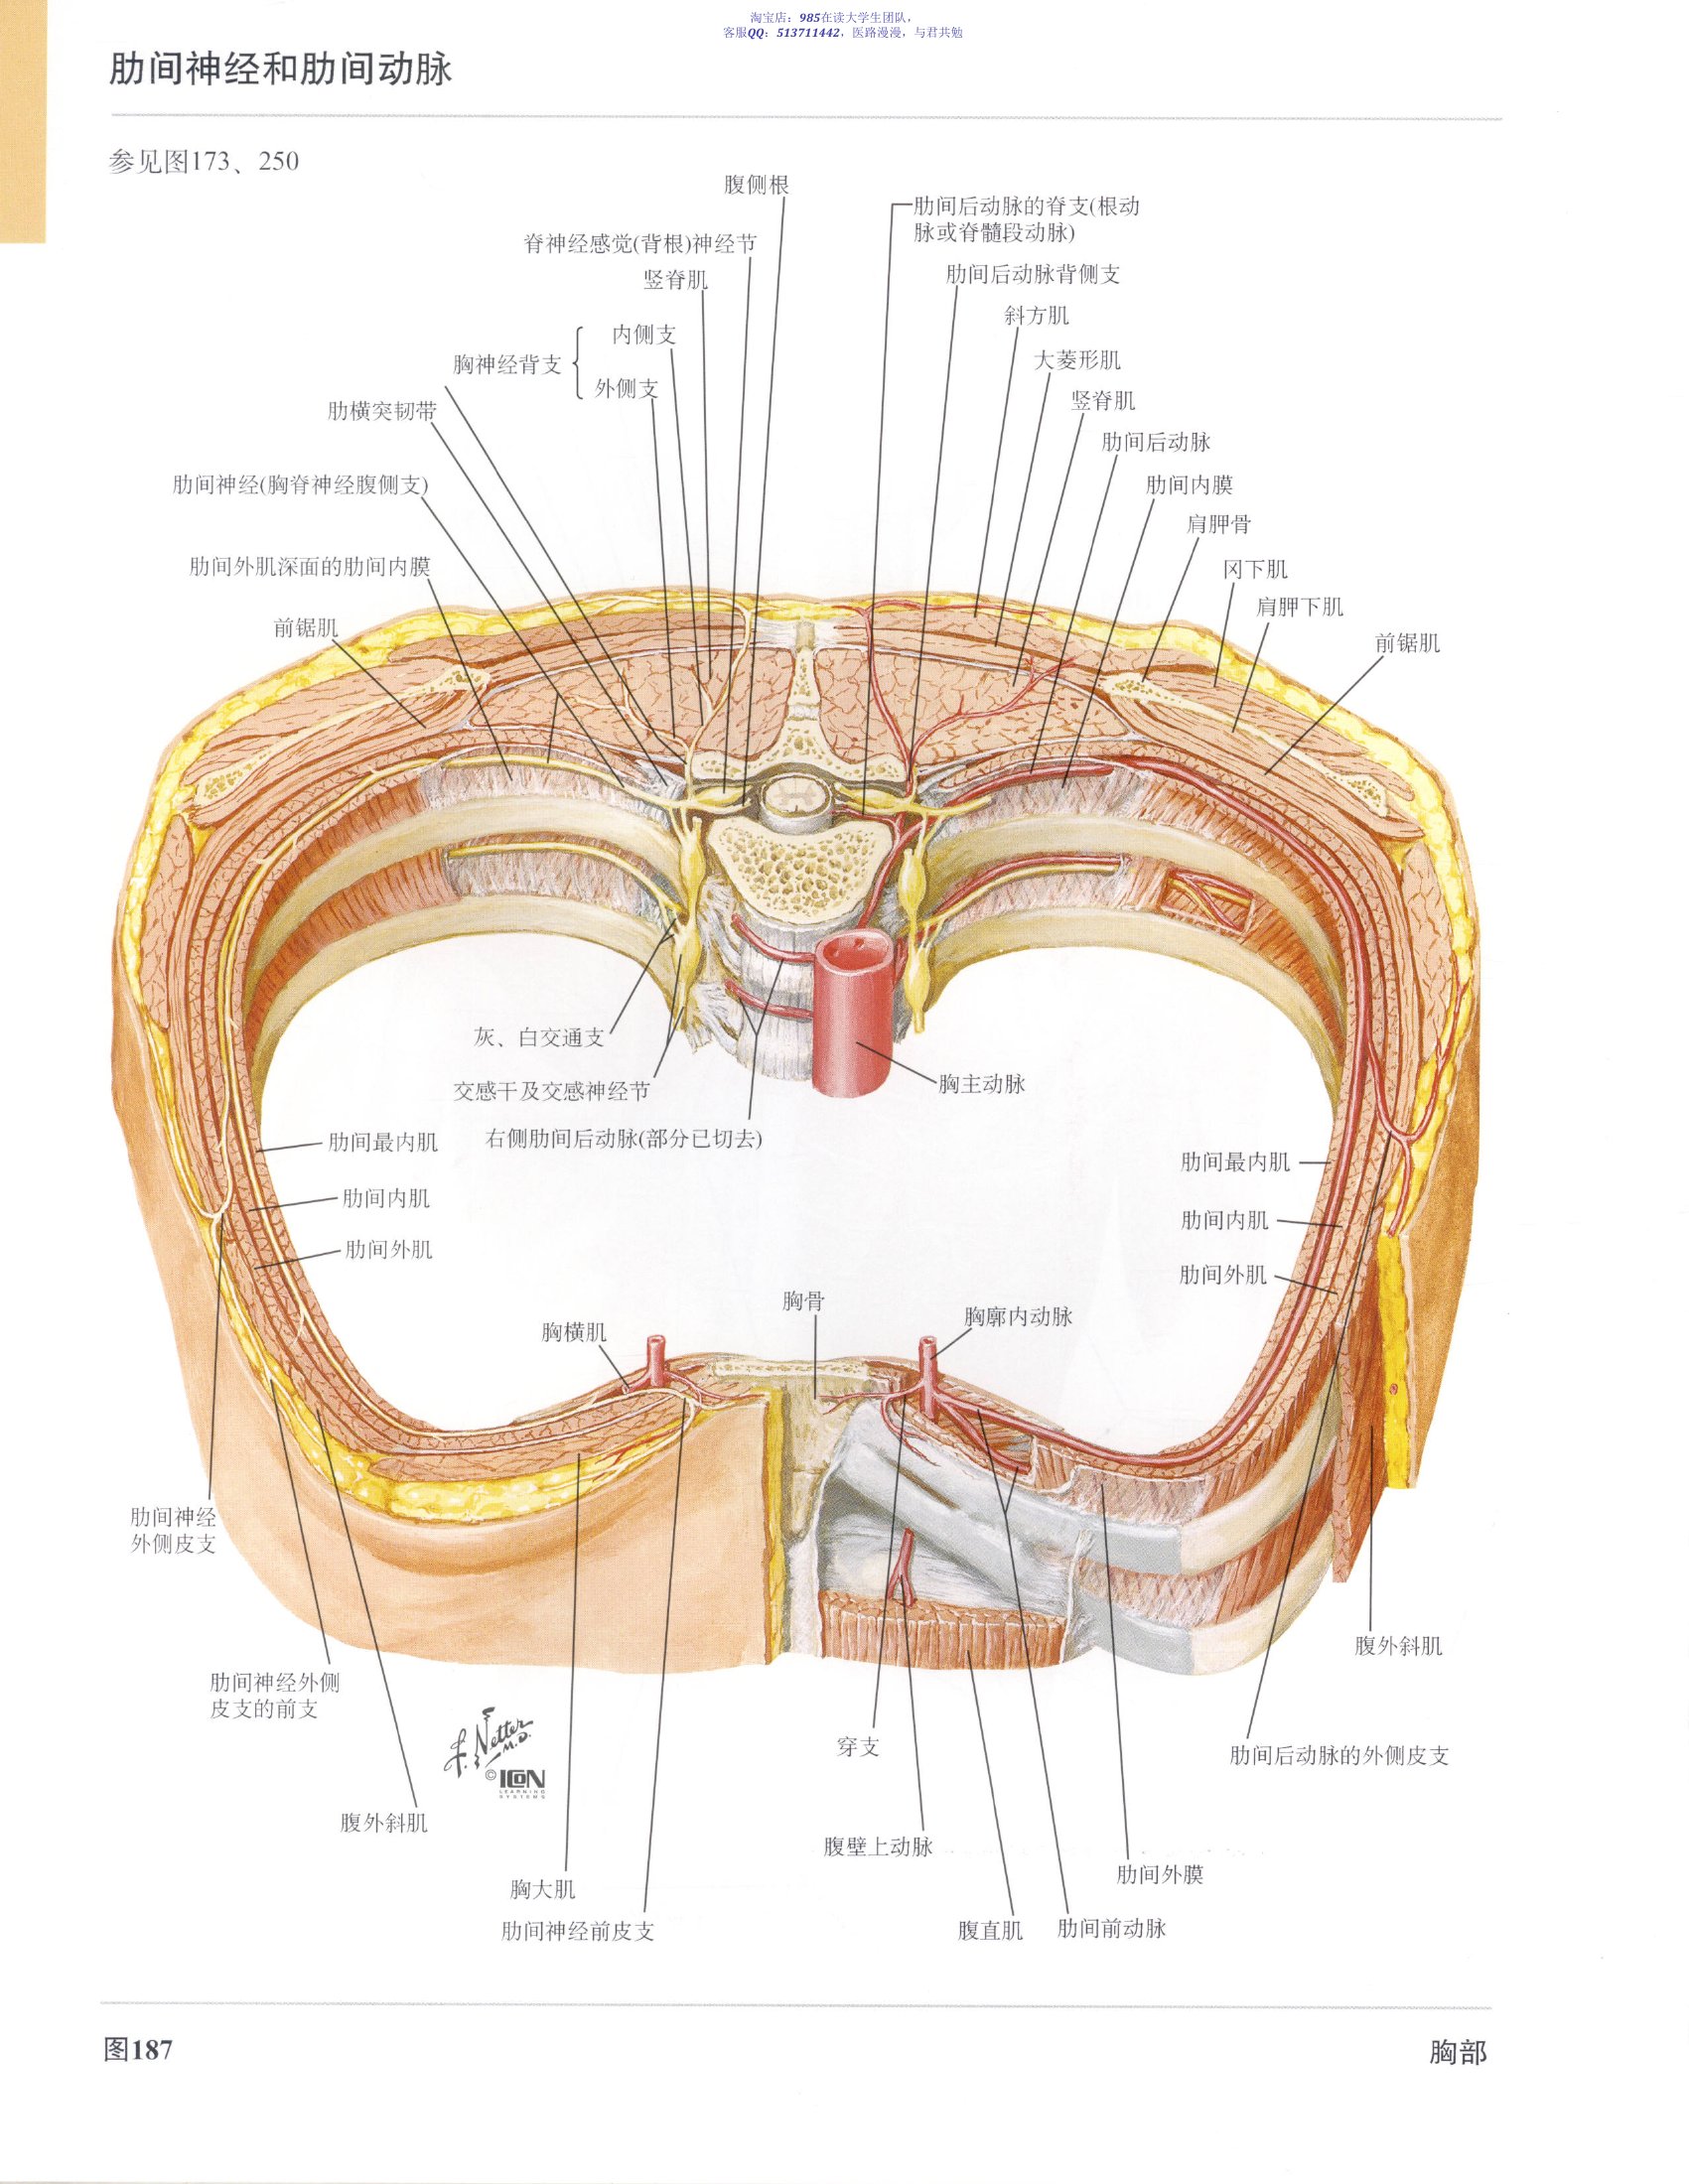 淘宝店：985在读大学生团队，
客服QQ：513711442，医路漫漫，与君共勉
肋间神经和肋间动脉
参见图173、250
腹侧根
肋间后动脉的脊支(根动
脉或脊髓段动脉)
脊神经感觉(背根)神经节
肋间后动脉背侧支
竖脊肌
斜方肌
内侧支
胸神经背支
大菱形肌
外侧支
竖脊肌
肋横突韧带
肋间后动脉
肋间神经(胸脊神经腹侧支)
肋间内膜
肩胛骨
肋间外肌深面的肋间内膜
冈下肌
肩胛下肌
前锯肌
前锯肌
灰、白交通支
交感干及交感神经节
胸主动脉
右侧肋间后动脉(部分已切去)
肋间最内肌
肋间最内肌
肋间内肌
肋间内肌
肋间外肌
肋间外肌
胸骨
胸廓内动脉
胸横肌
肋间神经
外侧皮支
腹外斜肌
肋间神经外侧
皮支的前支
穿支
肋间后动脉的外侧皮支
腹外斜肌
腹壁上动脉
肋间外膜
胸大肌
肋间神经前皮支
腹直肌
肋间前动脉
F. Netter
M.D.
© ICON
LEARNING
SYSTEMS
图187
胸部